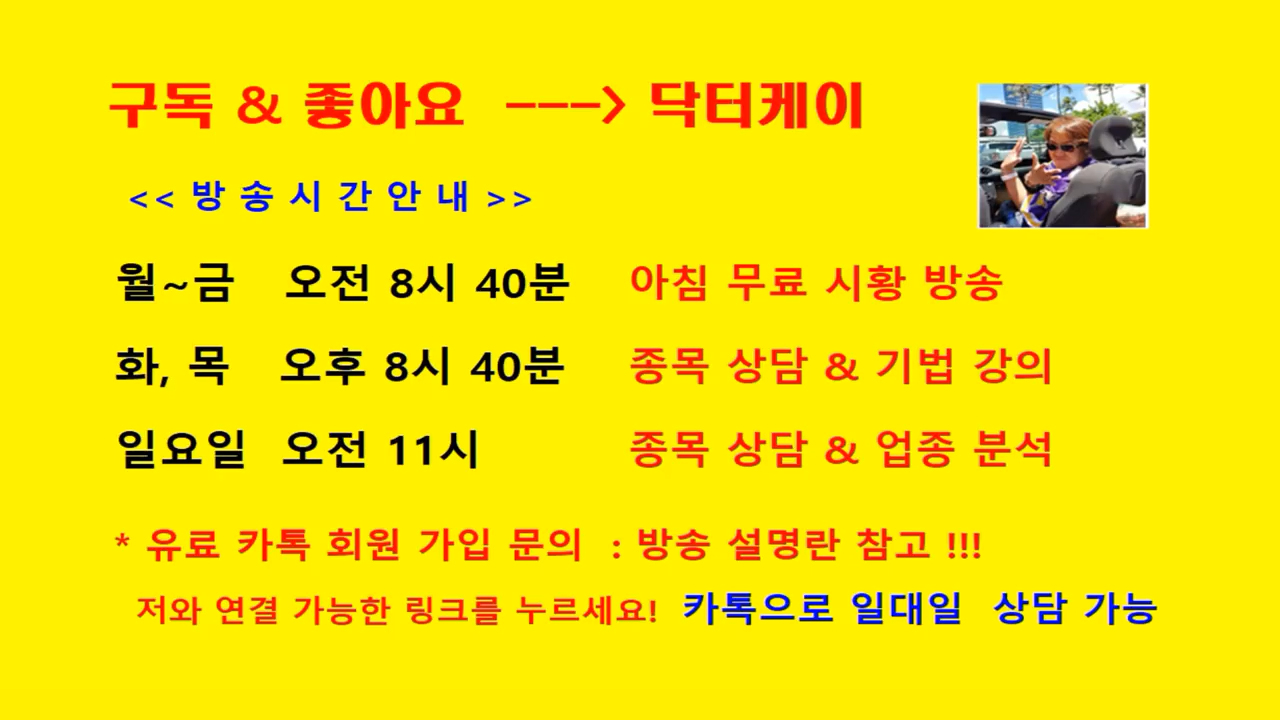 구독 & 좋아요 ---> 닥터케이
<< 방 송 시 간 안 내 >>
월~금 오전 8시 40분 아침 무료 시황 방송
화, 목 오후 8시 40분 종목 상담 & 기법 강의
일요일 오전 11시 종목 상담 & 업종 분석
* 유료 카톡 회원 가입 문의 : 방송 설명란 참고 !!!
저와 연결 가능한 링크를 누르세요! 카톡으로 일대일 상담 가능